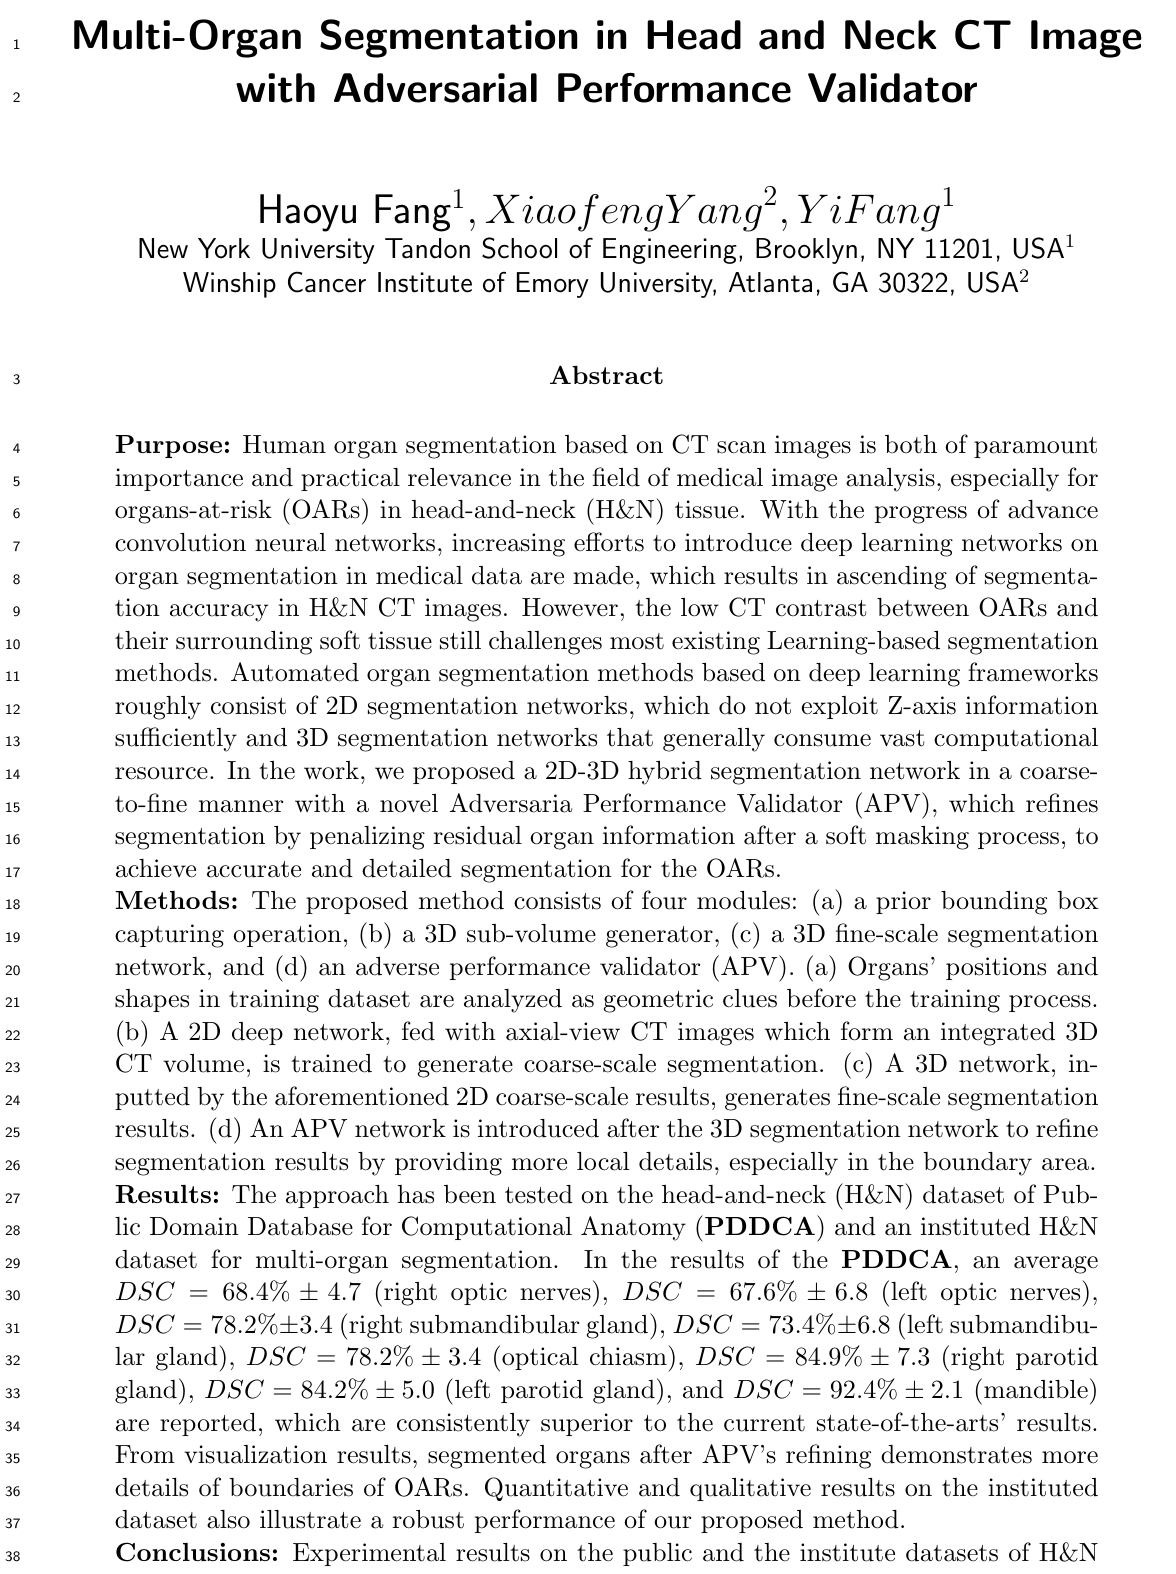 1 Multi-Organ Segmentation in Head and Neck CT Image
2 with Adversarial Performance Validator
Haoyu Fang¹, XiaofengYang², YiFang¹
New York University Tandon School of Engineering, Brooklyn, NY 11201, USA¹
Winship Cancer Institute of Emory University, Atlanta, GA 30322, USA²
3 Abstract
4 Purpose: Human organ segmentation based on CT scan images is both of paramount
5 importance and practical relevance in the field of medical image analysis, especially for
6 organs-at-risk (OARs) in head-and-neck (H&N) tissue. With the progress of advance
7 convolution neural networks, increasing efforts to introduce deep learning networks on
8 organ segmentation in medical data are made, which results in ascending of segmenta-
9 tion accuracy in H&N CT images. However, the low CT contrast between OARs and
10 their surrounding soft tissue still challenges most existing Learning-based segmentation
11 methods. Automated organ segmentation methods based on deep learning frameworks
12 roughly consist of 2D segmentation networks, which do not exploit Z-axis information
13 sufficiently and 3D segmentation networks that generally consume vast computational
14 resource. In the work, we proposed a 2D-3D hybrid segmentation network in a coarse-
15 to-fine manner with a novel Adversaria Performance Validator (APV), which refines
16 segmentation by penalizing residual organ information after a soft masking process, to
17 achieve accurate and detailed segmentation for the OARs.
18 Methods: The proposed method consists of four modules: (a) a prior bounding box
19 capturing operation, (b) a 3D sub-volume generator, (c) a 3D fine-scale segmentation
20 network, and (d) an adverse performance validator (APV). (a) Organs' positions and
21 shapes in training dataset are analyzed as geometric clues before the training process.
22 (b) A 2D deep network, fed with axial-view CT images which form an integrated 3D
23 CT volume, is trained to generate coarse-scale segmentation. (c) A 3D network, in-
24 putted by the aforementioned 2D coarse-scale results, generates fine-scale segmentation
25 results. (d) An APV network is introduced after the 3D segmentation network to refine
26 segmentation results by providing more local details, especially in the boundary area.
27 Results: The approach has been tested on the head-and-neck (H&N) dataset of Pub-
28 lic Domain Database for Computational Anatomy (PDDCA) and an instituted H&N
29 dataset for multi-organ segmentation. In the results of the PDDCA, an average
30 DSC = 68.4% ± 4.7 (right optic nerves), DSC = 67.6% ± 6.8 (left optic nerves),
31 DSC = 78.2%±3.4 (right submandibular gland), DSC = 73.4%±6.8 (left submandibu-
32 lar gland), DSC = 78.2% ± 3.4 (optical chiasm), DSC = 84.9% ± 7.3 (right parotid
33 gland), DSC = 84.2% ± 5.0 (left parotid gland), and DSC = 92.4% ± 2.1 (mandible)
34 are reported, which are consistently superior to the current state-of-the-arts' results.
35 From visualization results, segmented organs after APV's refining demonstrates more
36 details of boundaries of OARs. Quantitative and qualitative results on the instituted
37 dataset also illustrate a robust performance of our proposed method.
38 Conclusions: Experimental results on the public and the institute datasets of H&N